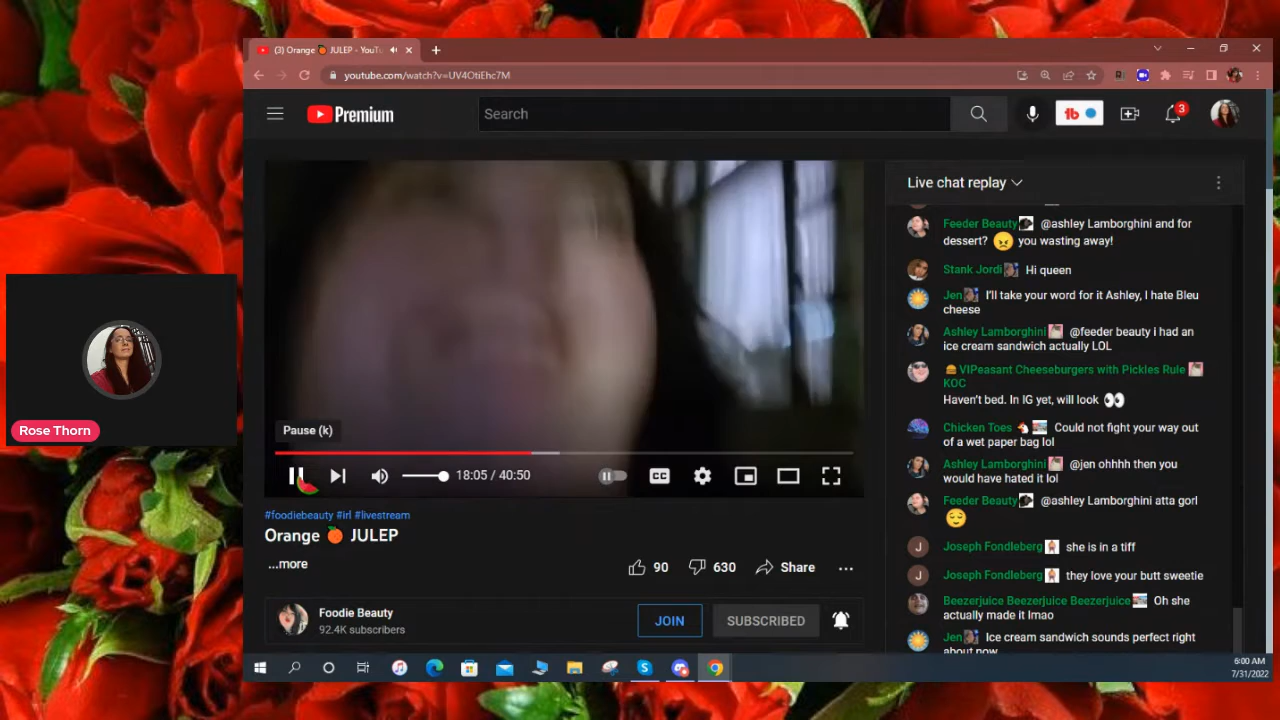 (3) Orange 🍊 JULEP - YouTu
youtube.com/watch?v=UV4OtiEhc7M
Premium
Search
3
Live chat replay
Feeder Beauty @ashley Lamborghini and for
dessert? 😠 you wasting away!
Stank Jordi Hi queen
Jen I'll take your word for it Ashley, I hate Bleu
cheese
Ashley Lamborghini @feeder beauty i had an
ice cream sandwich actually LOL
🍔VIPeasant Cheeseburgers with Pickles Rule
KOC
Haven't bed. In IG yet, will look 👀
Chicken Toes 🐔 Could not fight your way out
of a wet paper bag lol
Ashley Lamborghini @jen ohhhh then you
would have hated it lol
Feeder Beauty @ashley Lamborghini atta gorl
😌
J Joseph Fondleberg she is in a tiff
J Joseph Fondleberg they love your butt sweetie
Beezerjuice Beezerjuice Beezerjuice Oh she
actually made it lmao
Jen Ice cream sandwich sounds perfect right
about now
Pause (k)
18:05 / 40:50
CC
#foodiebeauty #irl #livestream
Orange 🍊 JULEP
...more
90
630
Share
Foodie Beauty
92.4K subscribers
JOIN
SUBSCRIBED
Rose Thorn
6:00 AM
7/31/2022